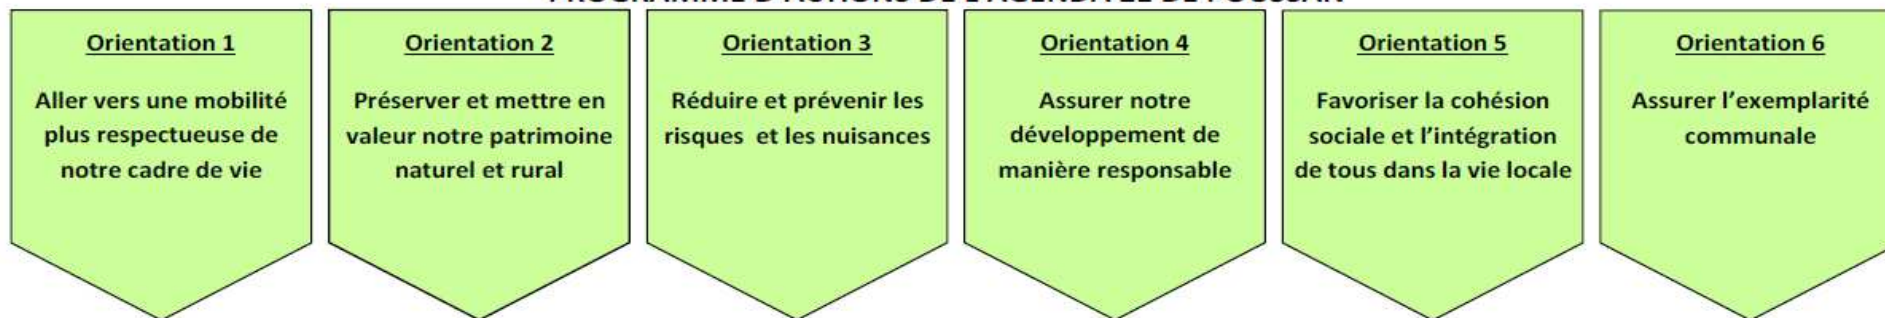 Orientation 1
Aller vers une mobilité
plus respectueuse de
notre cadre de vie
Orientation 2
Préserver et mettre en
valeur notre patrimoine
naturel et rural
Orientation 3
Réduire et prévenir les
risques et les nuisances
Orientation 4
Assurer notre
développement de
manière responsable
Orientation 5
Favoriser la cohésion
sociale et l’intégration
de tous dans la vie locale
Orientation 6
Assurer l’exemplarité
communale